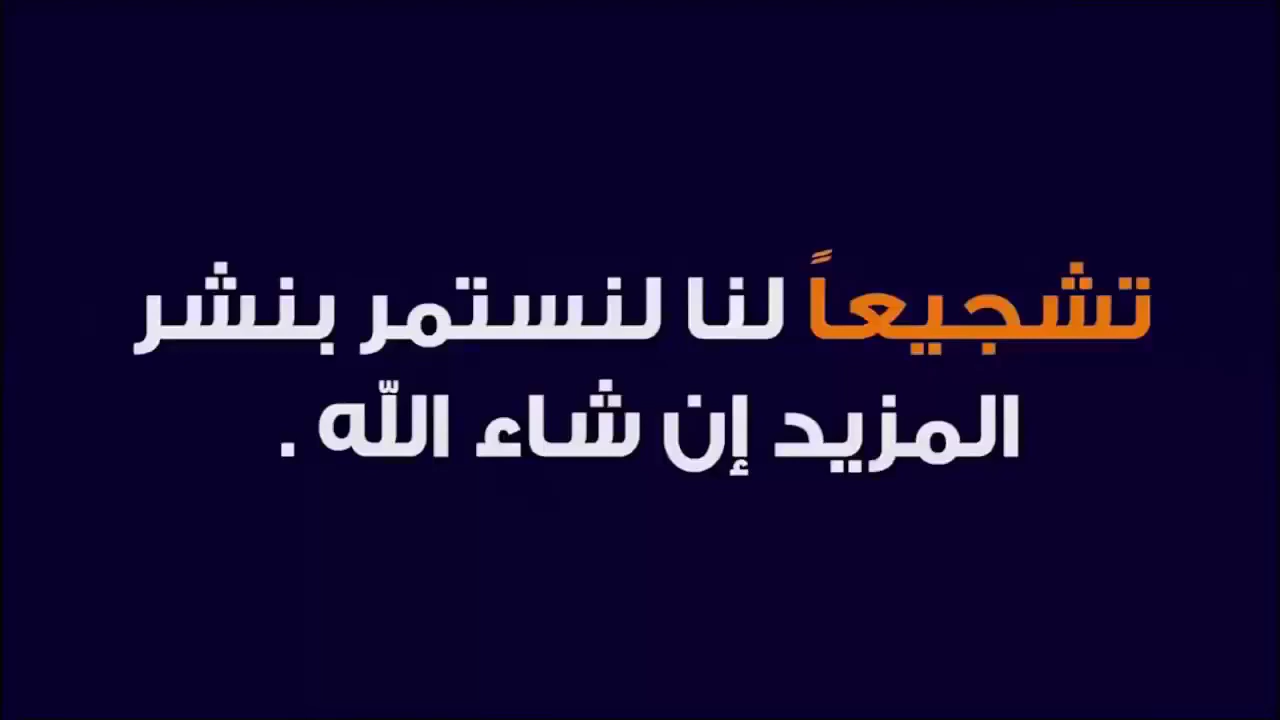 تشجيعاً لنا لنستمر بنشر
المزيد إن شاء اللّه .